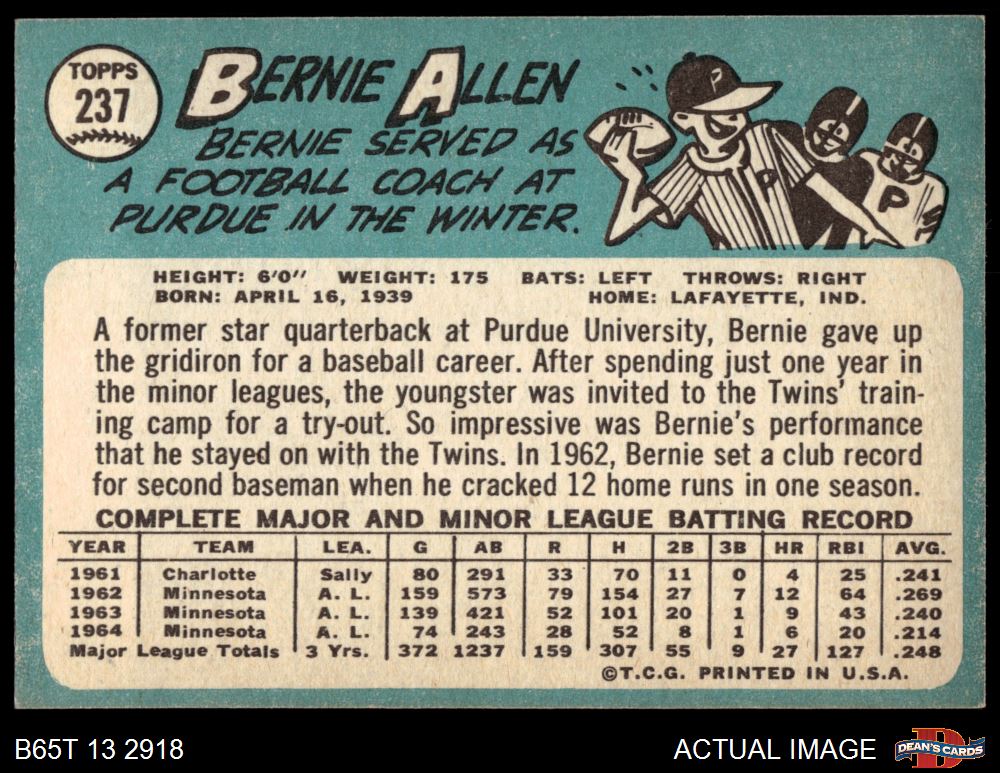 TOPPS
237
BERNIE ALLEN
BERNIE SERVED AS
A FOOTBALL COACH AT
PURDUE IN THE WINTER.
P
P
P
HEIGHT: 6'0" WEIGHT: 175 BATS: LEFT THROWS: RIGHT
BORN: APRIL 16, 1939 HOME: LAFAYETTE, IND.
A former star quarterback at Purdue University, Bernie gave up
the gridiron for a baseball career. After spending just one year in
the minor leagues, the youngster was invited to the Twins' train-
ing camp for a try-out. So impressive was Bernie's performance
that he stayed on with the Twins. In 1962, Bernie set a club record
for second baseman when he cracked 12 home runs in one season.
COMPLETE MAJOR AND MINOR LEAGUE BATTING RECORD
YEAR TEAM LEA. G AB R H 2B 3B HR RBI AVG.
1961 Charlotte Sally 80 291 33 70 11 0 4 25 .241
1962 Minnesota A. L. 159 573 79 154 27 7 12 64 .269
1963 Minnesota A. L. 139 421 52 101 20 1 9 43 .240
1964 Minnesota A. L. 74 243 28 52 8 1 6 20 .214
Major League Totals 3 Yrs. 372 1237 159 307 55 9 27 127 .248
©T.C.G. PRINTED IN U.S.A.
B65T 13 2918 ACTUAL IMAGE
D
DEAN'S CARDS